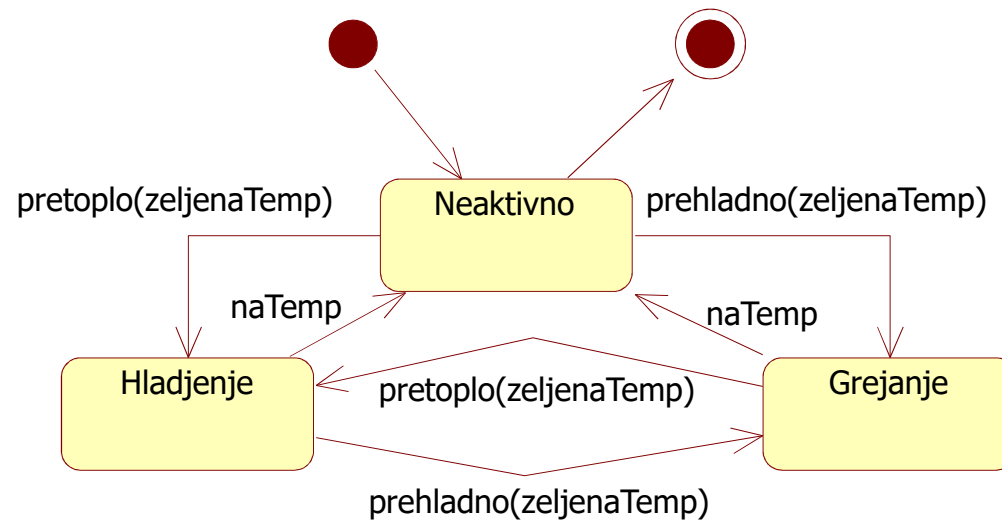 pretoplo(zeljenaTemp)
Neaktivno
prehladno(zeljenaTemp)
naTemp
naTemp
Hladjenje
pretoplo(zeljenaTemp)
Grejanje
prehladno(zeljenaTemp)